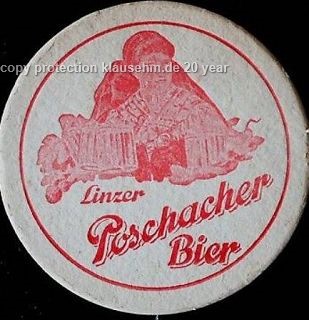 copy protection klausehm.de 20 year
Linzer
Poschacher
Bier